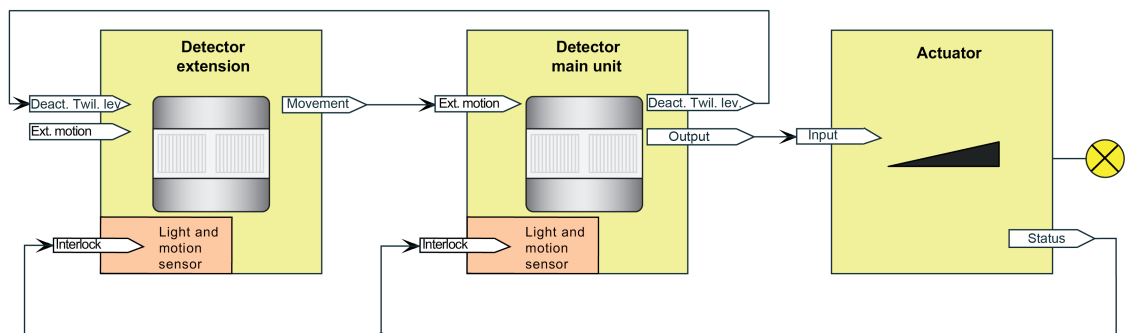 Detector
extension
Detector
main unit
Actuator
Deact. Twil. lev.
Movement
Ext. motion
Deact. Twil. lev.
Ext. motion
Output
Input
Interlock
Light and
motion
sensor
Interlock
Light and
motion
sensor
Status